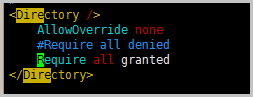 <Directory />
    AllowOverride none
    #Require all denied
    Require all granted
</Directory>